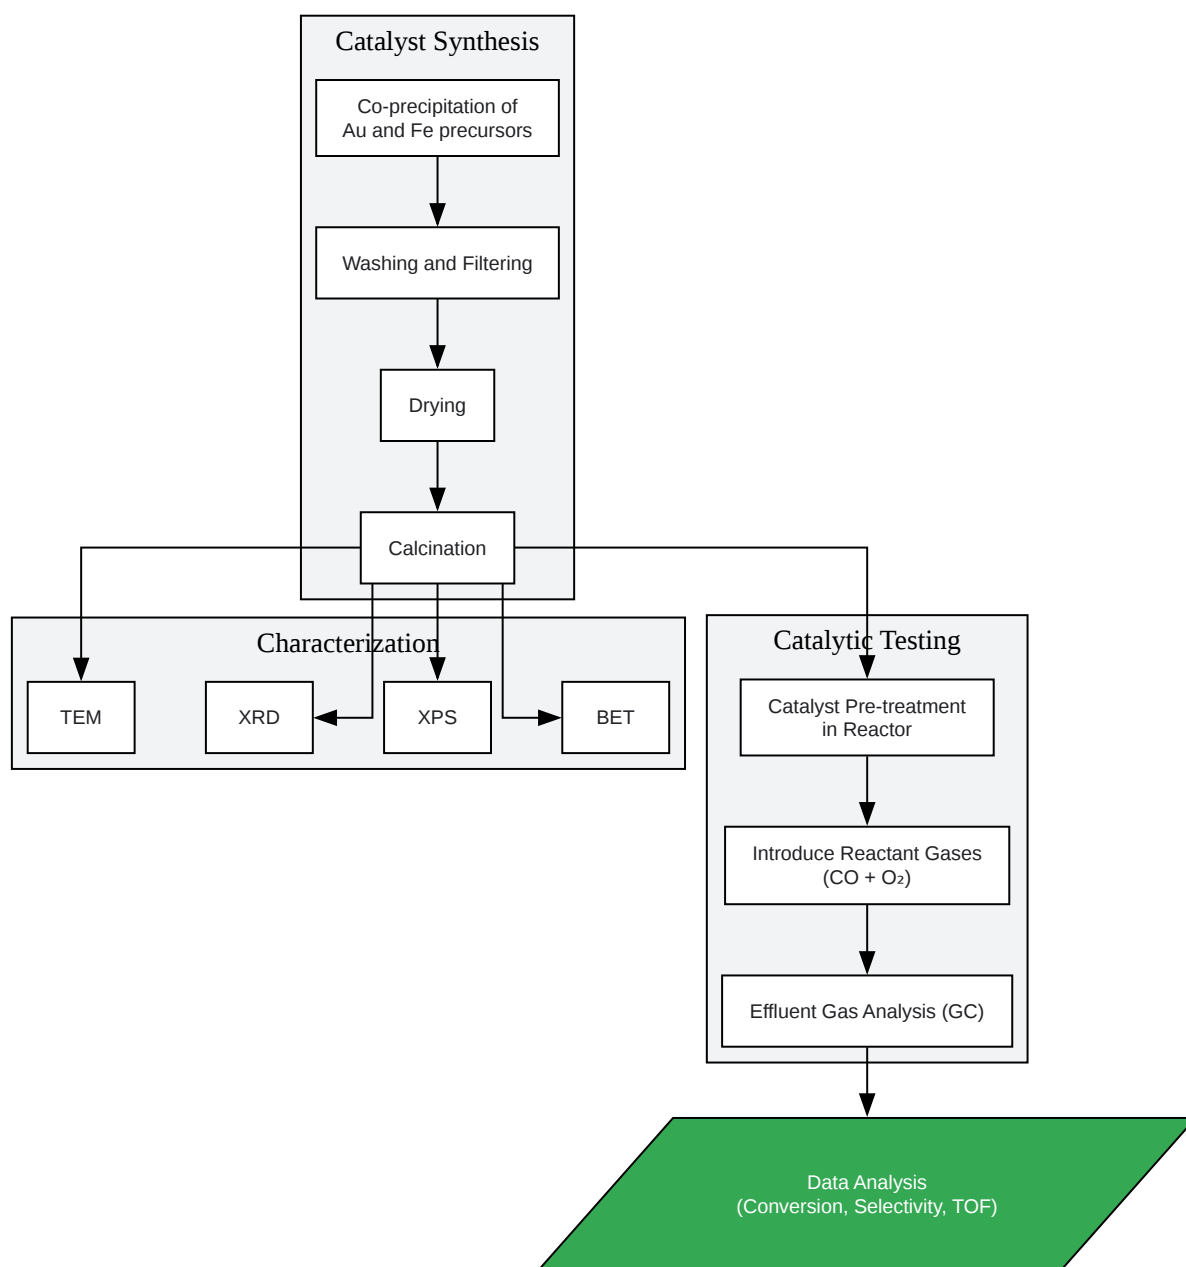 Catalyst Synthesis
Co-precipitation of
Au and Fe precursors
Washing and Filtering
Drying
Calcination
Characterization
TEM
XRD
XPS
BET
Catalytic Testing
Catalyst Pre-treatment
in Reactor
Introduce Reactant Gases
(CO + O₂)
Effluent Gas Analysis (GC)
Data Analysis
(Conversion, Selectivity, TOF)